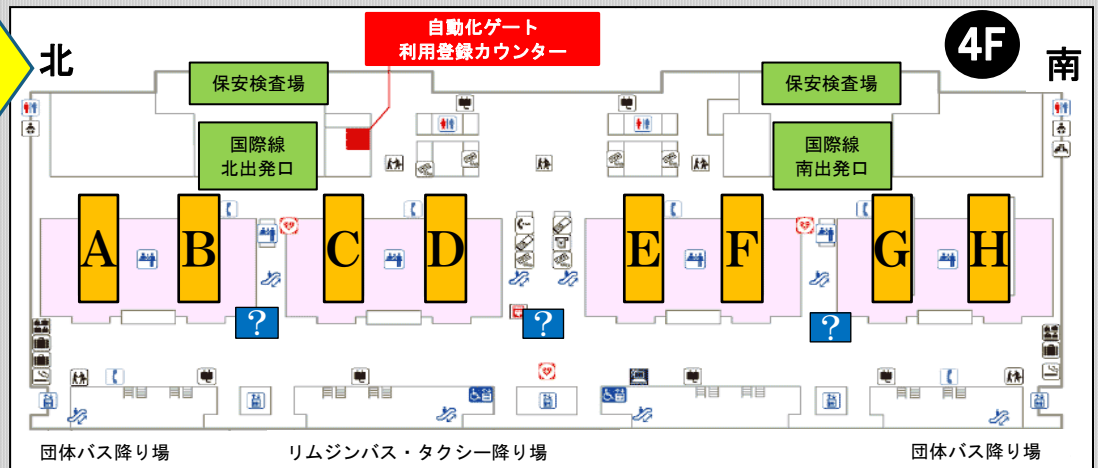 自動化ゲート
利用登録カウンター
4F
北
南
保安検査場
保安検査場
国際線
北出発口
国際線
南出発口
A
B
C
D
E
F
G
H
?
?
?
団体バス降り場
リムジンバス・タクシー降り場
団体バス降り場